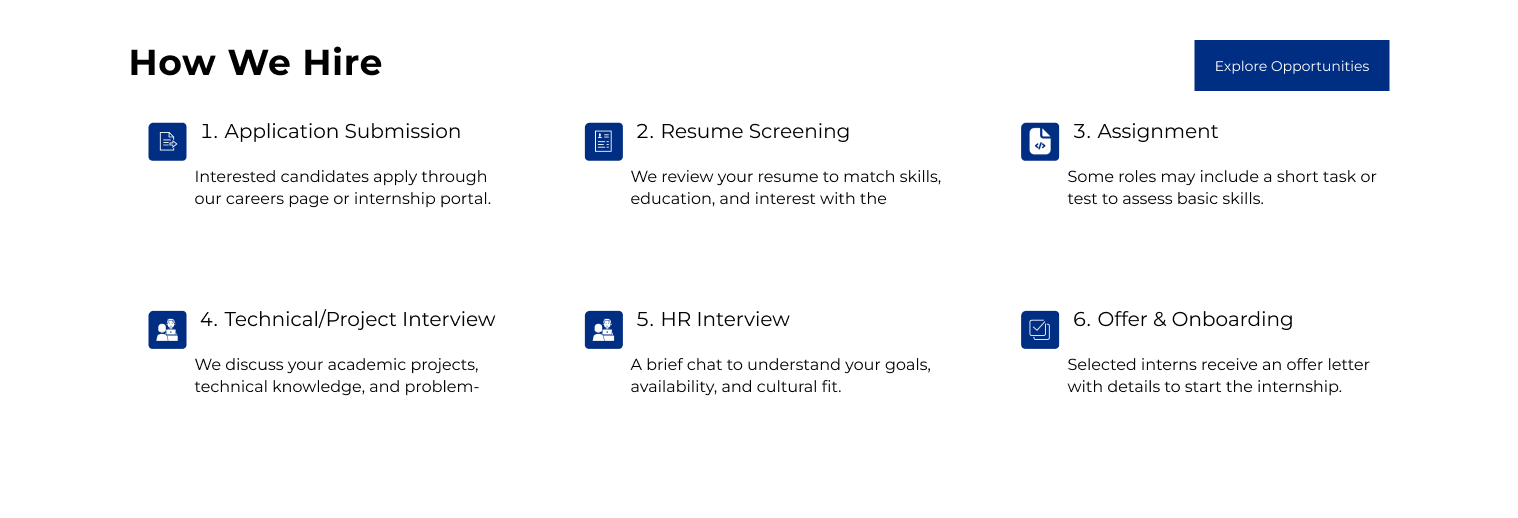 How We Hire
Explore Opportunities
1. Application Submission
Interested candidates apply through
our careers page or internship portal.
2. Resume Screening
We review your resume to match skills,
education, and interest with the
3. Assignment
Some roles may include a short task or
test to assess basic skills.
4. Technical/Project Interview
We discuss your academic projects,
technical knowledge, and problem-
5. HR Interview
A brief chat to understand your goals,
availability, and cultural fit.
6. Offer & Onboarding
Selected interns receive an offer letter
with details to start the internship.